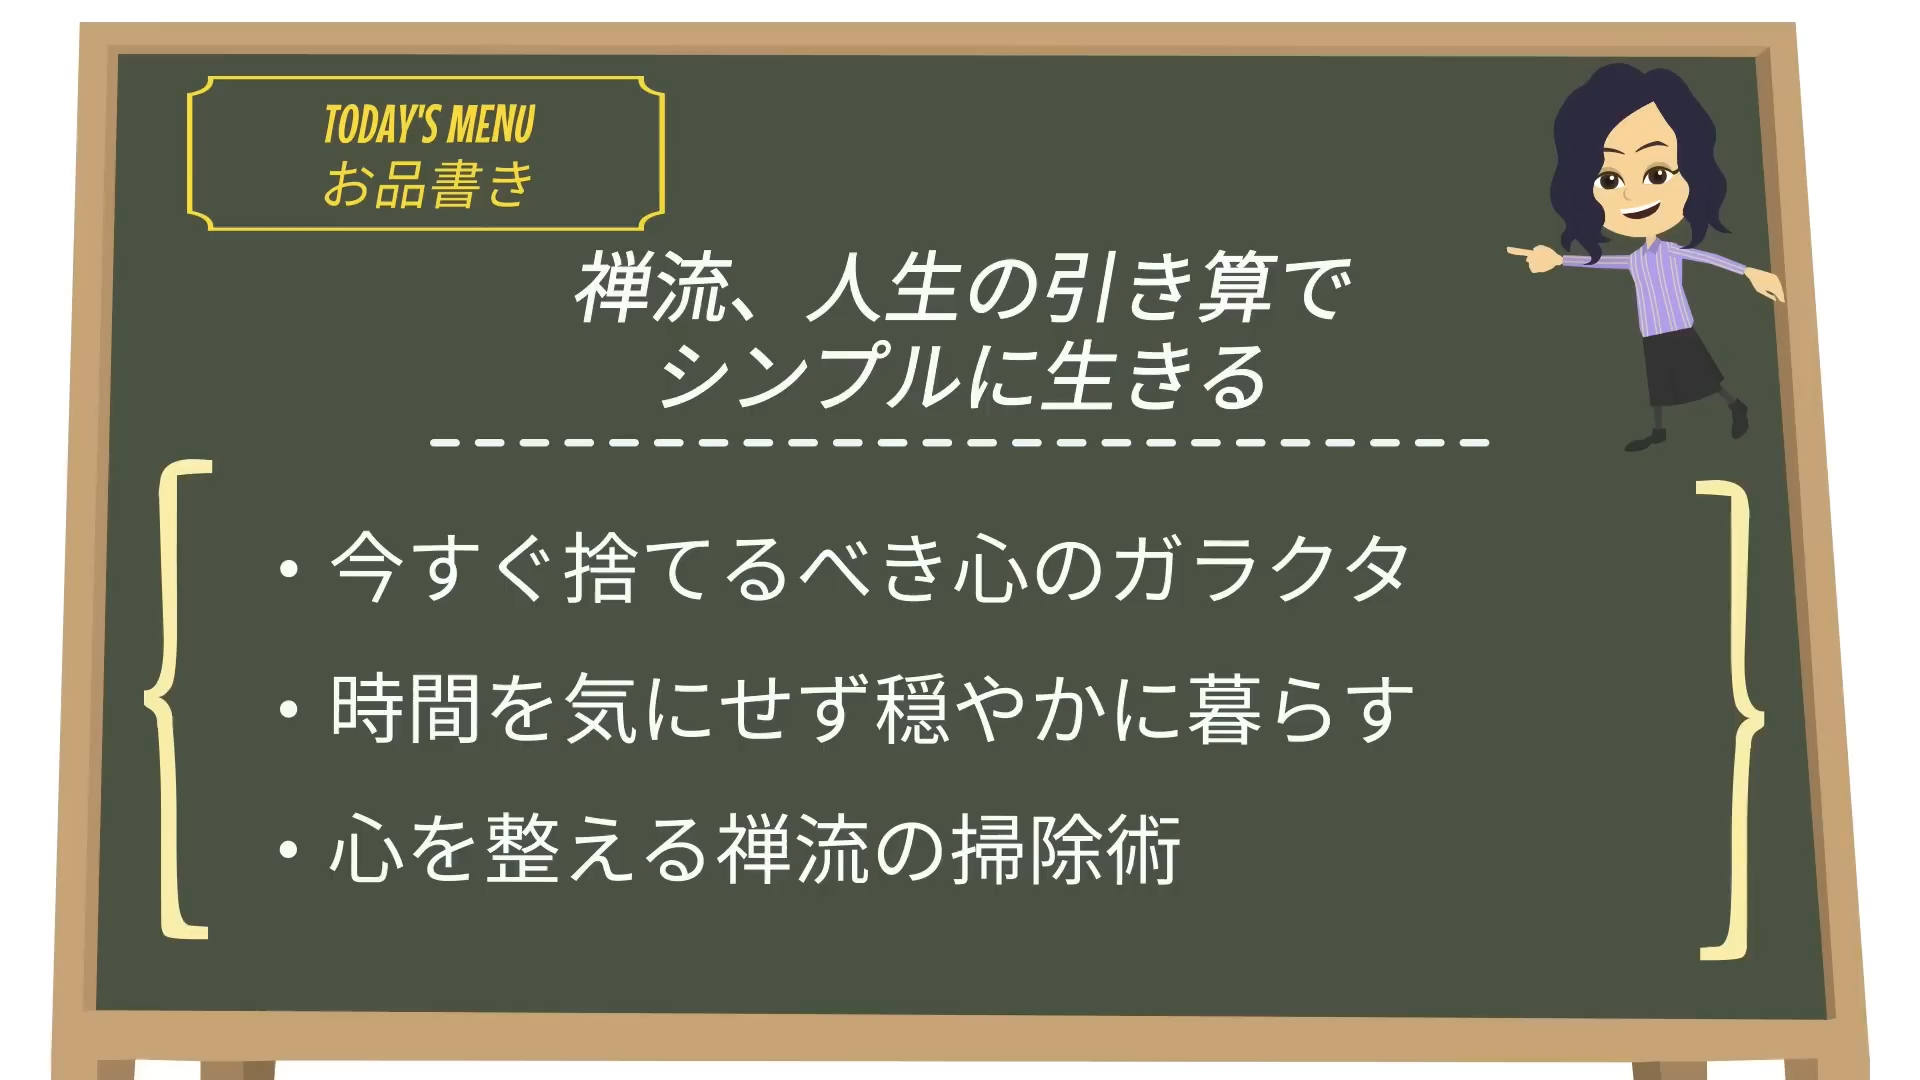 TODAY'S MENU
お品書き
禅流、人生の引き算で
シンプルに生きる
・今すぐ捨てるべき心のガラクタ
・時間を気にせず穏やかに暮らす
・心を整える禅流の掃除術